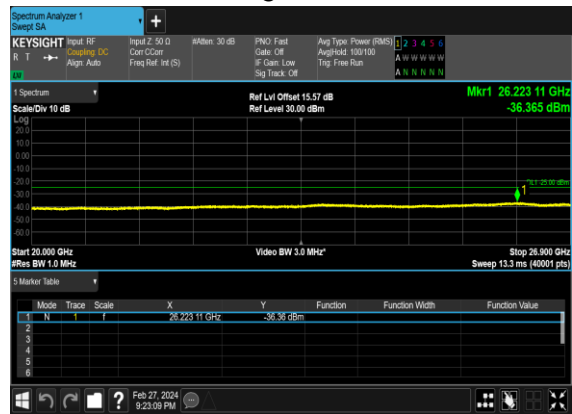 Spectrum Analyzer 1
Swept SA
+
KEYSIGHT Input: RF Input Z: 50 Ω #Atten: 30 dB PNO: Fast Avg Type: Power (RMS) 1 2 3 4 5 6
R T Coupling: DC Corr CCorr Gate: Off Avg|Hold: 100/100 A W W W W W
Align: Auto Freq Ref: Int (S) IF Gain: Low Trig: Free Run
Sig Track: Off A N N N N N
1 Spectrum Ref Lvl Offset 15.57 dB Mkr1 26.223 11 GHz
Scale/Div 10 dB Ref Level 30.00 dBm -36.365 dBm
Log
20.0
10.0
0.00
-10.0
-20.0
DL1 -25.00 dBm
1
-30.0
-40.0
-50.0
-60.0
Start 20.000 GHz Video BW 3.0 MHz* Stop 26.900 GHz
#Res BW 1.0 MHz Sweep 13.3 ms (40001 pts)
5 Marker Table
Mode Trace Scale X Y Function Function Width Function Value
1 N 1 f 26.223 11 GHz -36.36 dBm
2
3
4
5
6
? Feb 27, 2024
9:23:09 PM